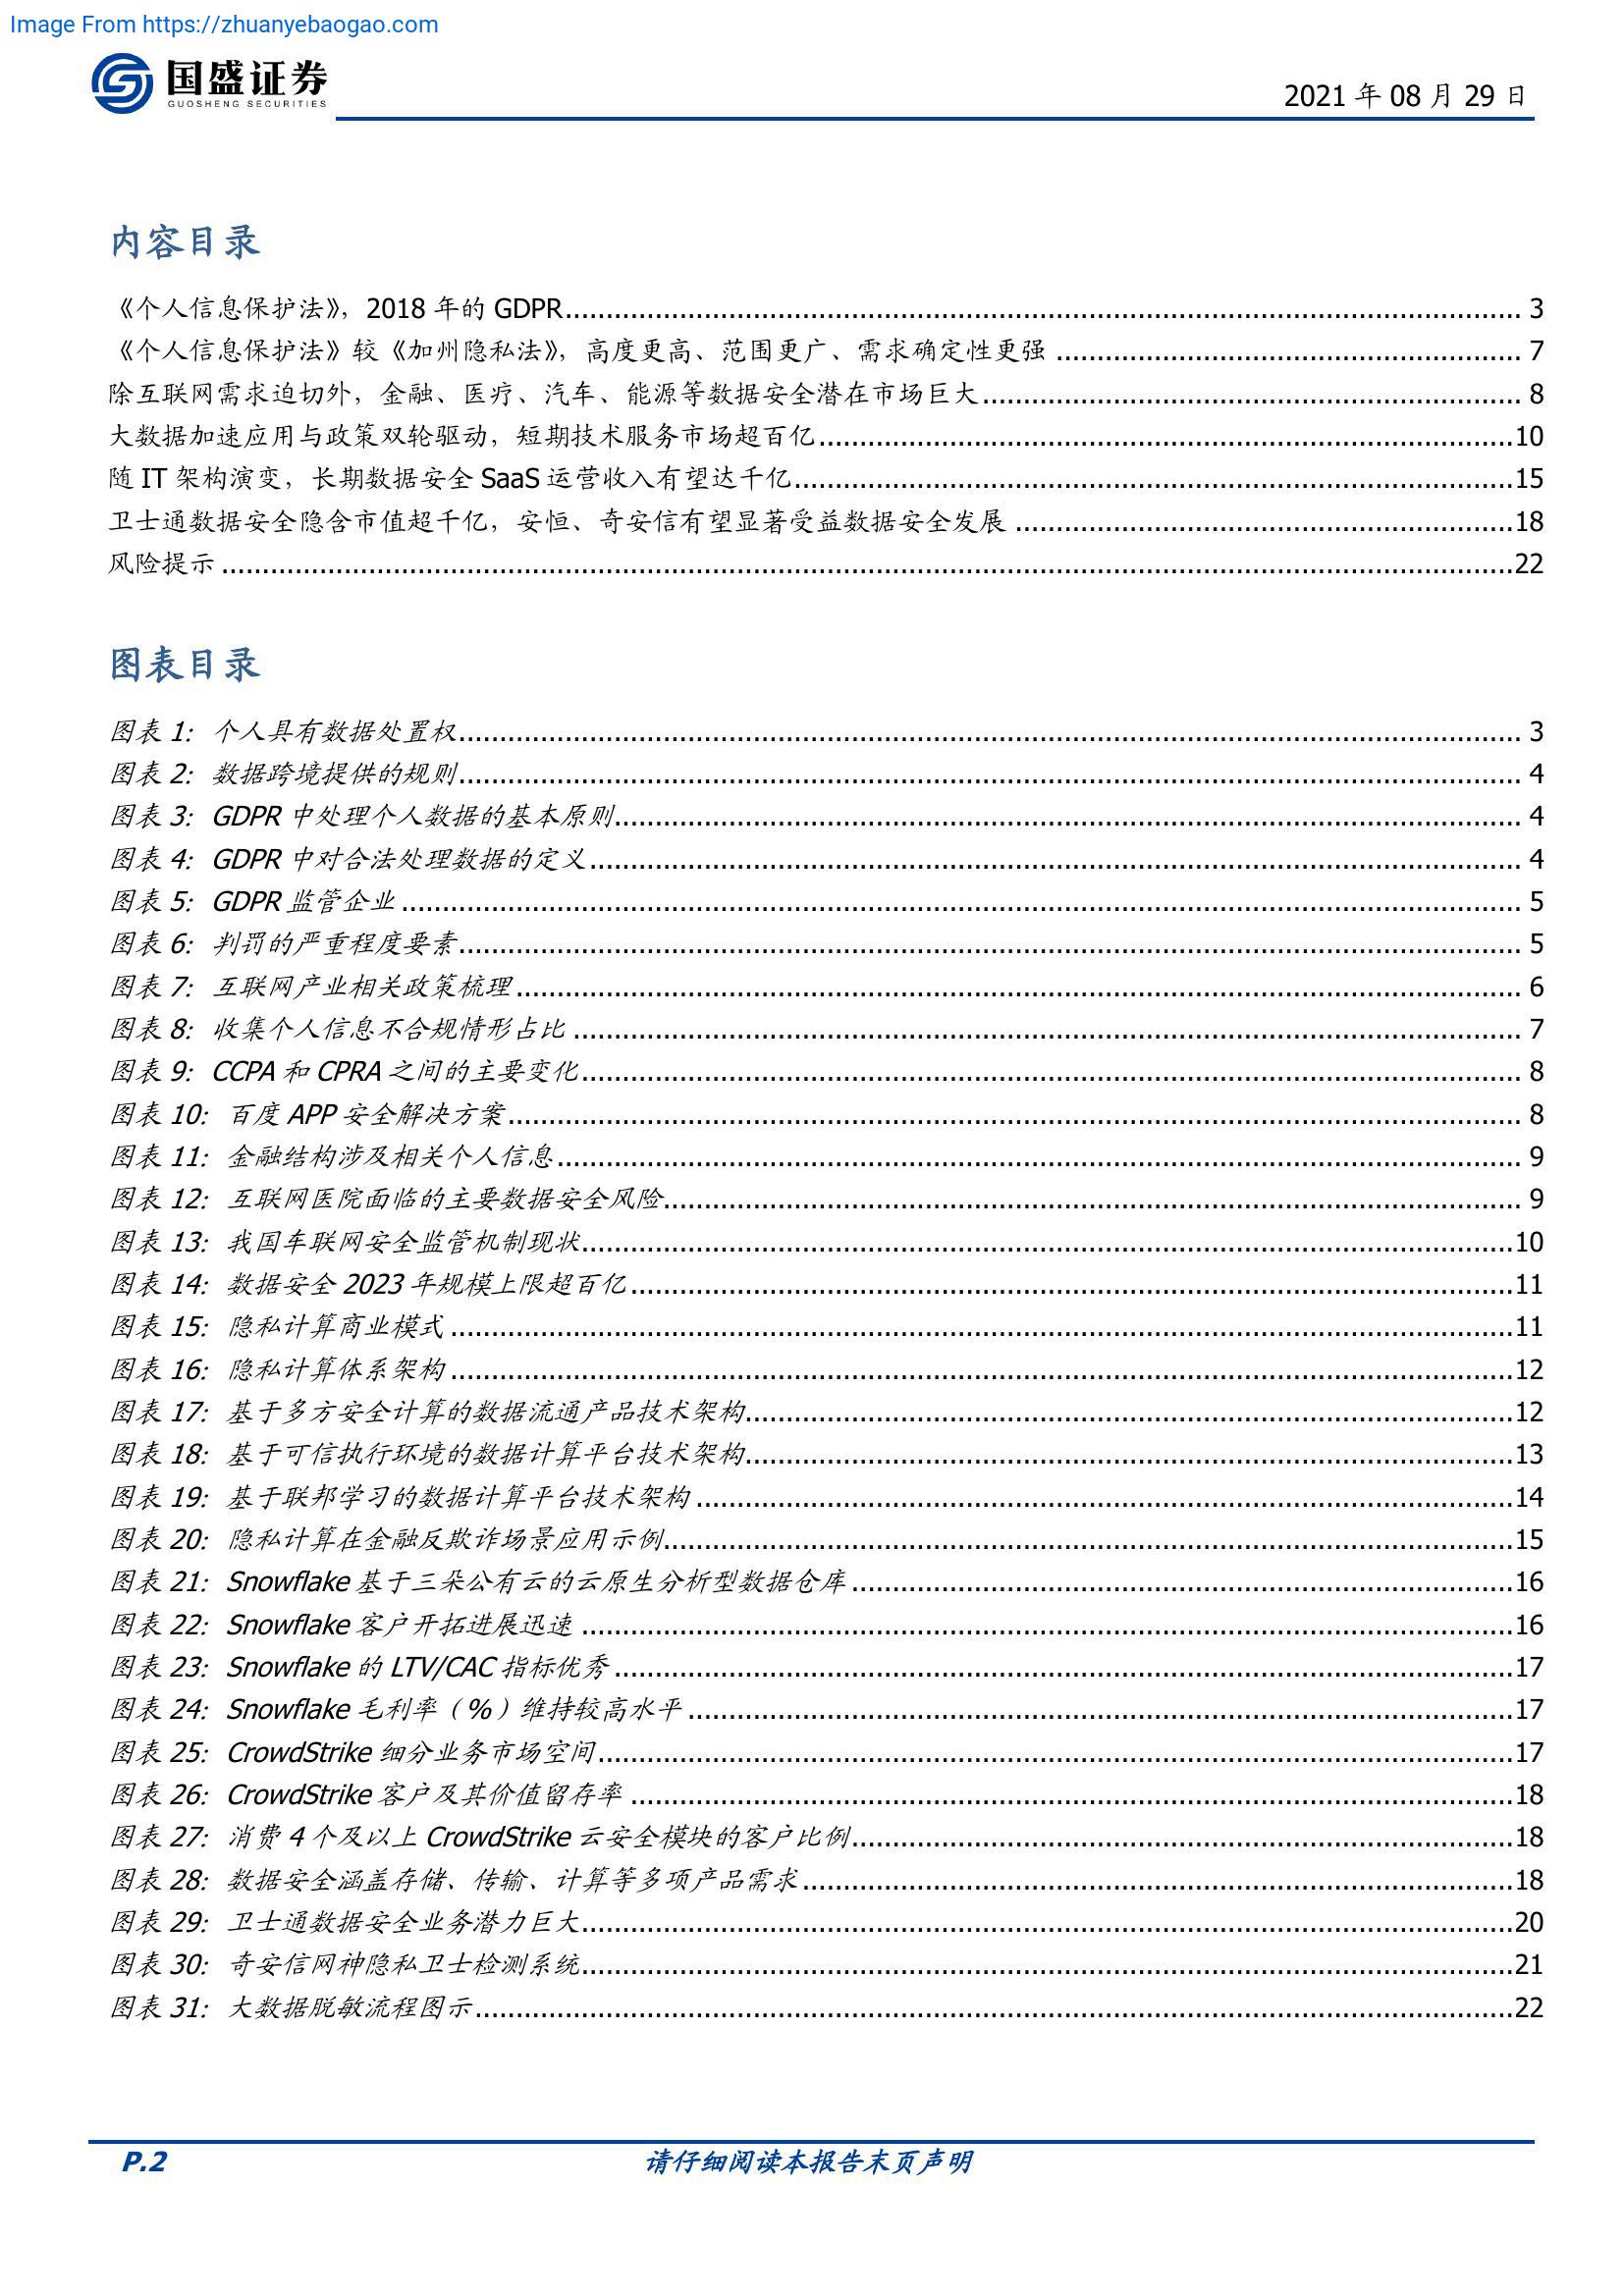 Image From https://zhuanyebaogao.com
国盛证券
GUOSHENG SECURITIES
2021 年 08 月 29 日
内容目录
《个人信息保护法》，2018 年的 GDPR.......... 3
《个人信息保护法》较《加州隐私法》，高度更高、范围更广、需求确定性更强 .......... 7
除互联网需求迫切外，金融、医疗、汽车、能源等数据安全潜在市场巨大.......... 8
大数据加速应用与政策双轮驱动，短期技术服务市场超百亿..........10
随 IT 架构演变，长期数据安全 SaaS 运营收入有望达千亿..........15
卫士通数据安全隐含市值超千亿，安恒、奇安信有望显著受益数据安全发展 ..........18
风险提示 ..........22
图表目录
图表 1: 个人具有数据处置权.......... 3
图表 2: 数据跨境提供的规则.......... 4
图表 3: GDPR 中处理个人数据的基本原则.......... 4
图表 4: GDPR 中对合法处理数据的定义.......... 4
图表 5: GDPR 监管企业 .......... 5
图表 6: 判罚的严重程度要素.......... 5
图表 7: 互联网产业相关政策梳理.......... 6
图表 8: 收集个人信息不合规情形占比 .......... 7
图表 9: CCPA 和 CPRA 之间的主要变化.......... 8
图表 10: 百度 APP 安全解决方案.......... 8
图表 11: 金融结构涉及相关个人信息.......... 9
图表 12: 互联网医院面临的主要数据安全风险.......... 9
图表 13: 我国车联网安全监管机制现状..........10
图表 14: 数据安全 2023 年规模上限超百亿..........11
图表 15: 隐私计算商业模式 ..........11
图表 16: 隐私计算体系架构 ..........12
图表 17: 基于多方安全计算的数据流通产品技术架构..........12
图表 18: 基于可信执行环境的数据计算平台技术架构..........13
图表 19: 基于联邦学习的数据计算平台技术架构 ..........14
图表 20: 隐私计算在金融反欺诈场景应用示例..........15
图表 21: Snowflake 基于三朵公有云的云原生分析型数据仓库 ..........16
图表 22: Snowflake 客户开拓进展迅速 ..........16
图表 23: Snowflake 的 LTV/CAC 指标优秀 ..........17
图表 24: Snowflake 毛利率（%）维持较高水平 ..........17
图表 25: CrowdStrike 细分业务市场空间..........17
图表 26: CrowdStrike 客户及其价值留存率 ..........18
图表 27: 消费 4 个及以上 CrowdStrike 云安全模块的客户比例..........18
图表 28: 数据安全涵盖存储、传输、计算等多项产品需求..........18
图表 29: 卫士通数据安全业务潜力巨大..........20
图表 30: 奇安信网神隐私卫士检测系统..........21
图表 31: 大数据脱敏流程图示..........22
P.2
请仔细阅读本报告末页声明